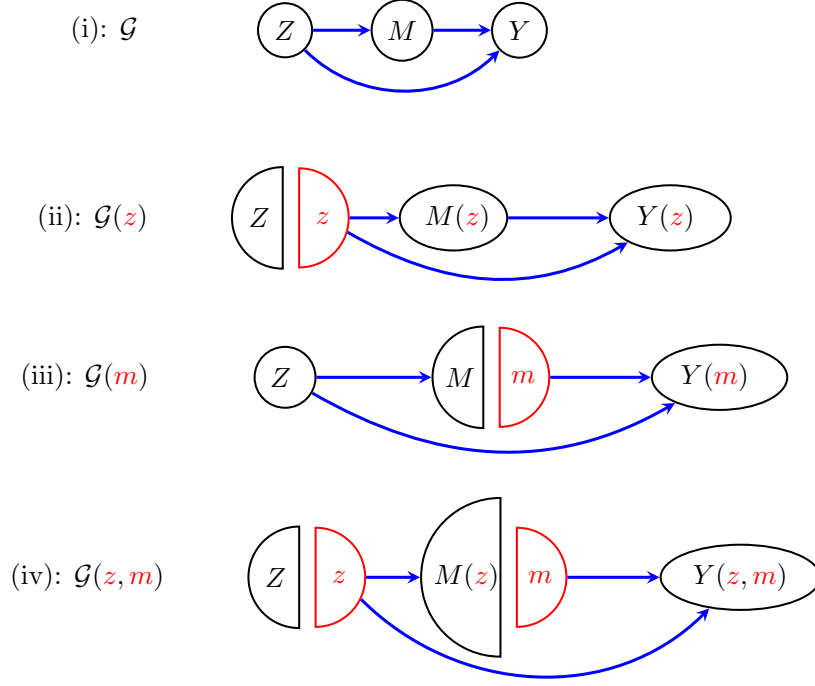 (i): 𝒢 Z M Y
(ii): 𝒢(z) Z z M(z) Y(z)
(iii): 𝒢(m) Z M m Y(m)
(iv): 𝒢(z, m) Z z M(z) m Y(z, m)